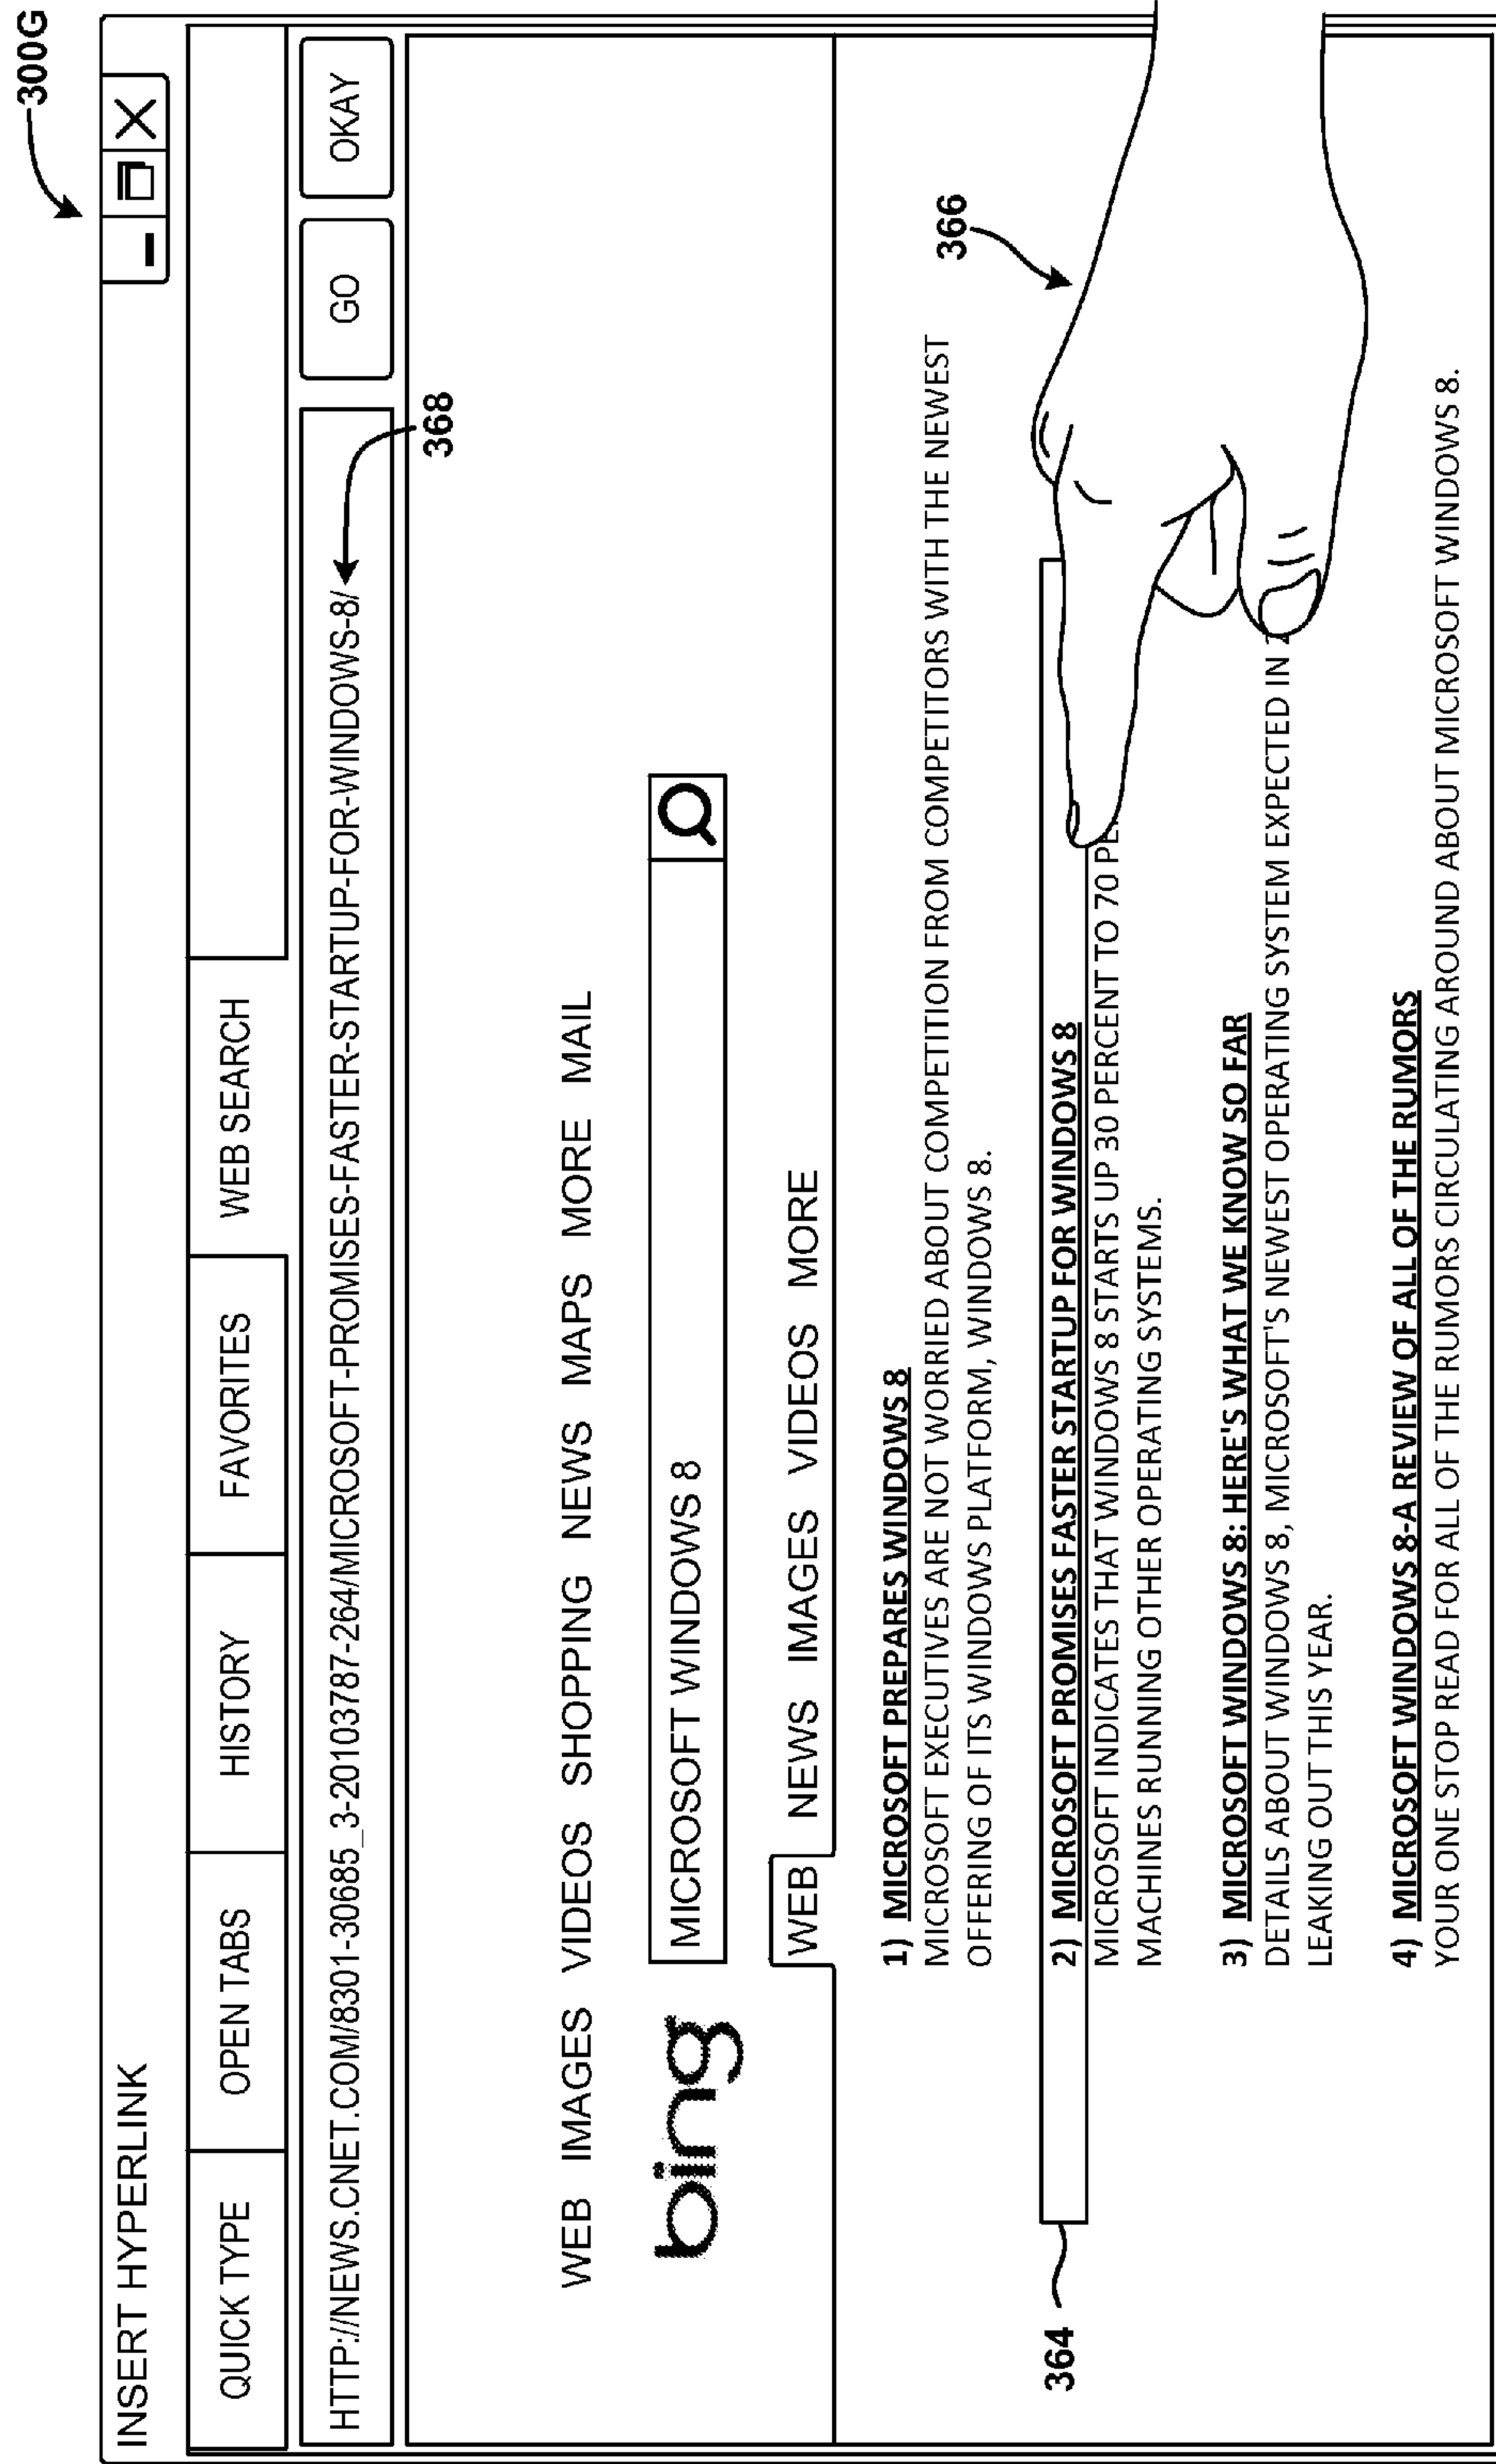 300G
INSERT HYPERLINK
QUICK TYPE OPEN TABS HISTORY FAVORITES WEB SEARCH
HTTP://NEWS.CNET.COM/8301-30685_3-20103787-264/MICROSOFT-PROMISES-FASTER-STARTUP-FOR-WINDOWS-8/ GO OKAY
368
WEB IMAGES VIDEOS SHOPPING NEWS MAPS MORE MAIL
bing MICROSOFT WINDOWS 8
WEB NEWS IMAGES VIDEOS MORE
1) MICROSOFT PREPARES WINDOWS 8
MICROSOFT EXECUTIVES ARE NOT WORRIED ABOUT COMPETITION FROM COMPETITORS WITH THE NEWEST
OFFERING OF ITS WINDOWS PLATFORM, WINDOWS 8.
366
364
2) MICROSOFT PROMISES FASTER STARTUP FOR WINDOWS 8
MICROSOFT INDICATES THAT WINDOWS 8 STARTS UP 30 PERCENT TO 70
MACHINES RUNNING OTHER OPERATING SYSTEMS.
3) MICROSOFT WINDOWS 8: HERE'S WHAT WE KNOW SO FAR
DETAILS ABOUT WINDOWS 8, MICROSOFT'S NEWEST OPERATING SYSTEM EXPECTED IN
LEAKING OUT THIS YEAR.
4) MICROSOFT WINDOWS 8-A REVIEW OF ALL OF THE RUMORS
YOUR ONE STOP READ FOR ALL OF THE RUMORS CIRCULATING AROUND ABOUT MICROSOFT WINDOWS 8.